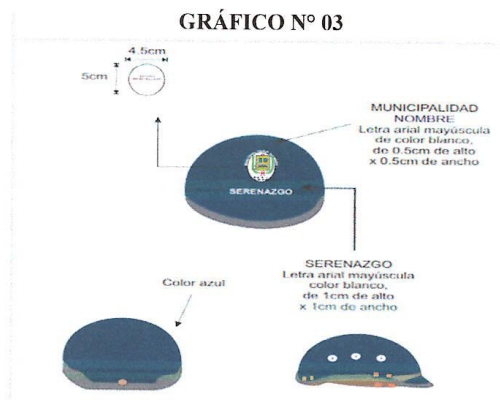 GRÁFICO N° 03
4.5cm
5cm
MUNICIPALIDAD
NOMBRE
Letra arial mayúscula
de color blanco,
de 0.5cm de alto
x 0.5cm de ancho
SERENAZGO
SERENAZGO
Letra arial mayúscula
color blanco,
de 1cm de alto
x 1cm de ancho
Color azul